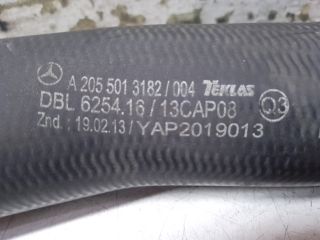 A 205 501 3182 / 004 TEKLAS
DBL 6254.16 / 13CAP08 Q3
Znd. : 19.02.13 / YAP2019013